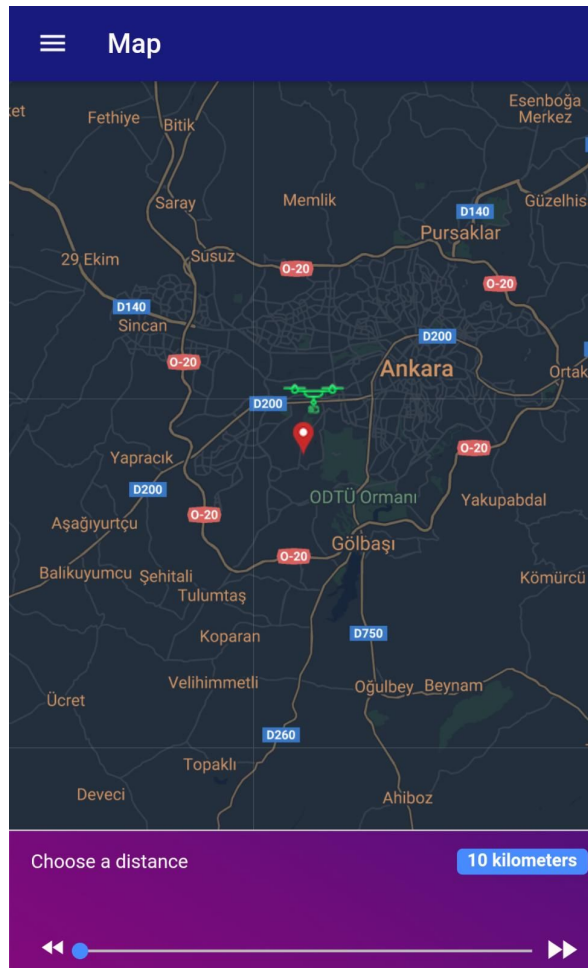 Map
Esenboğa
Merkez
ket
Fethiye
Bitik
Saray
Memlik
D140
Güzelhis
Pursaklar
29 Ekim
Susuz
O-20
O-20
D140
Sincan
D200
O-20
Ankara
Ortak
D200
O-20
Yapracık
D200
ODTÜ Ormanı
Yakupabdal
O-20
Aşağıyurtçu
Gölbaşı
O-20
Balıkuyumcu
Şehitali
Kömürcü
Tulumtaş
Koparan
D750
Velihimmetli
Oğulbey
Beynam
Ücret
D260
Topaklı
Deveci
Ahiboz
Choose a distance
10 kilometers